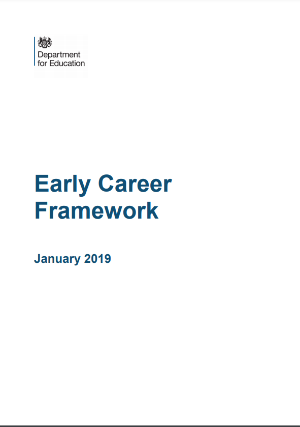 Department
for Education
Early Career
Framework
January 2019